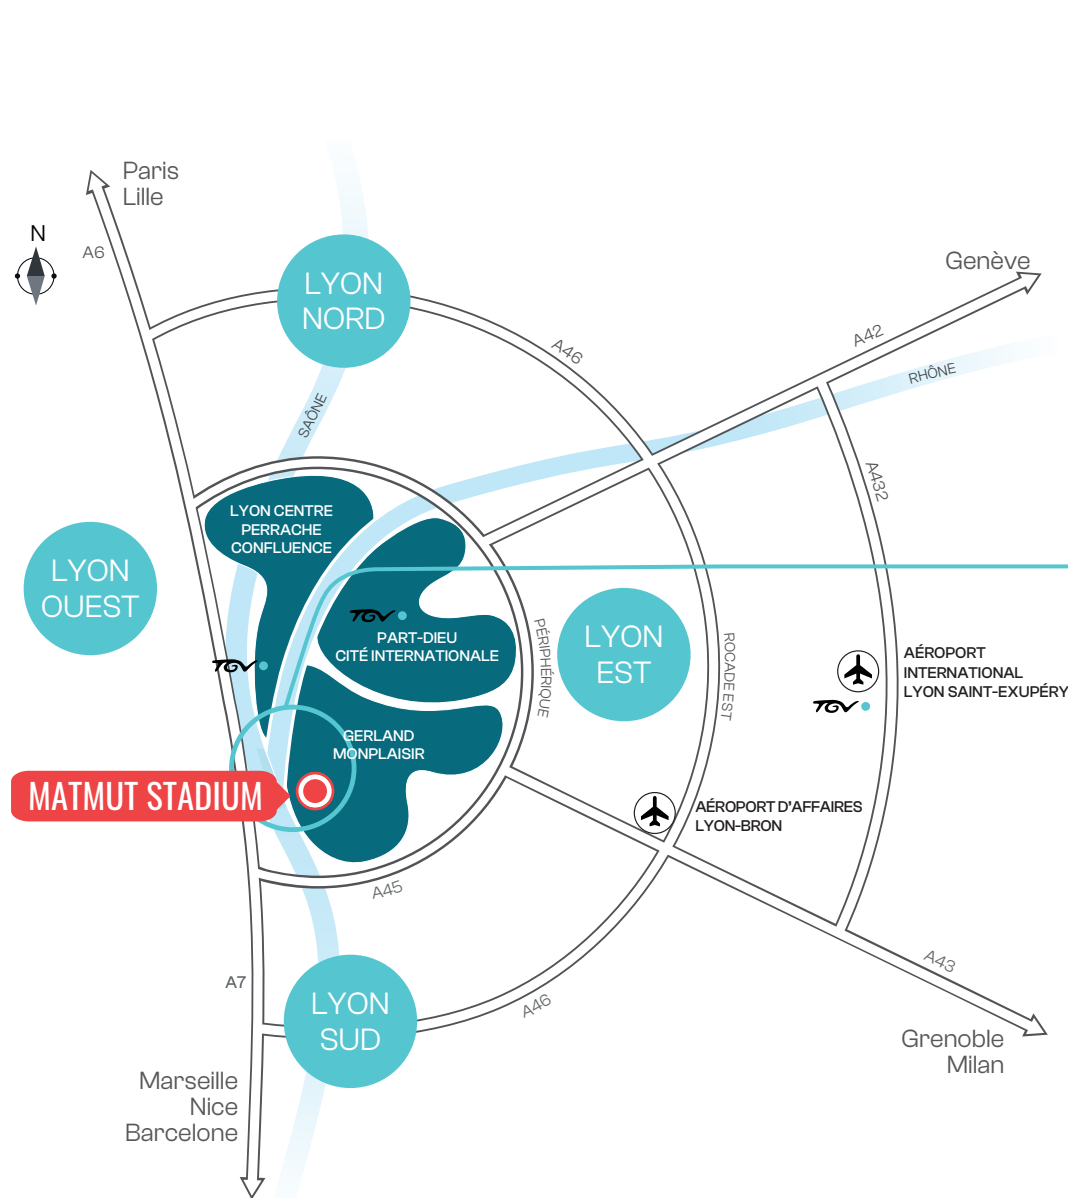 Paris
Lille
N
A6
LYON
NORD
Genève
A46
A42
RHÔNE
SAÔNE
A432
LYON CENTRE
PERRACHE
CONFLUENCE
LYON
OUEST
TGV
PART-DIEU
CITÉ INTERNATIONALE
TGV
PÉRIPHÉRIQUE
LYON
EST
ROCADE EST
AÉROPORT
INTERNATIONAL
LYON SAINT-EXUPÉRY
TGV
GERLAND
MONPLAISIR
MATMUT STADIUM
AÉROPORT D'AFFAIRES
LYON-BRON
A45
A7
LYON
SUD
A46
A43
Grenoble
Milan
Marseille
Nice
Barcelone